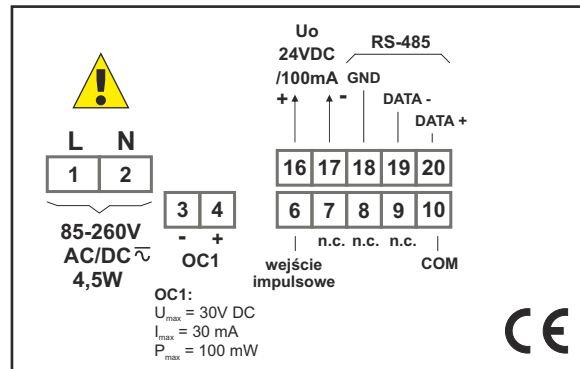 Uo
24VDC
/100mA
+ -
RS-485
GND
DATA -
DATA +
L N
1 2
85-260V
AC/DC
4,5W
3 4
- +
OC1
16 17 18 19 20
6 7 8 9 10
n.c. n.c. n.c.
wejście
impulsowe
COM
OC1:
Umax = 30V DC
Imax = 30 mA
Pmax = 100 mW
CE